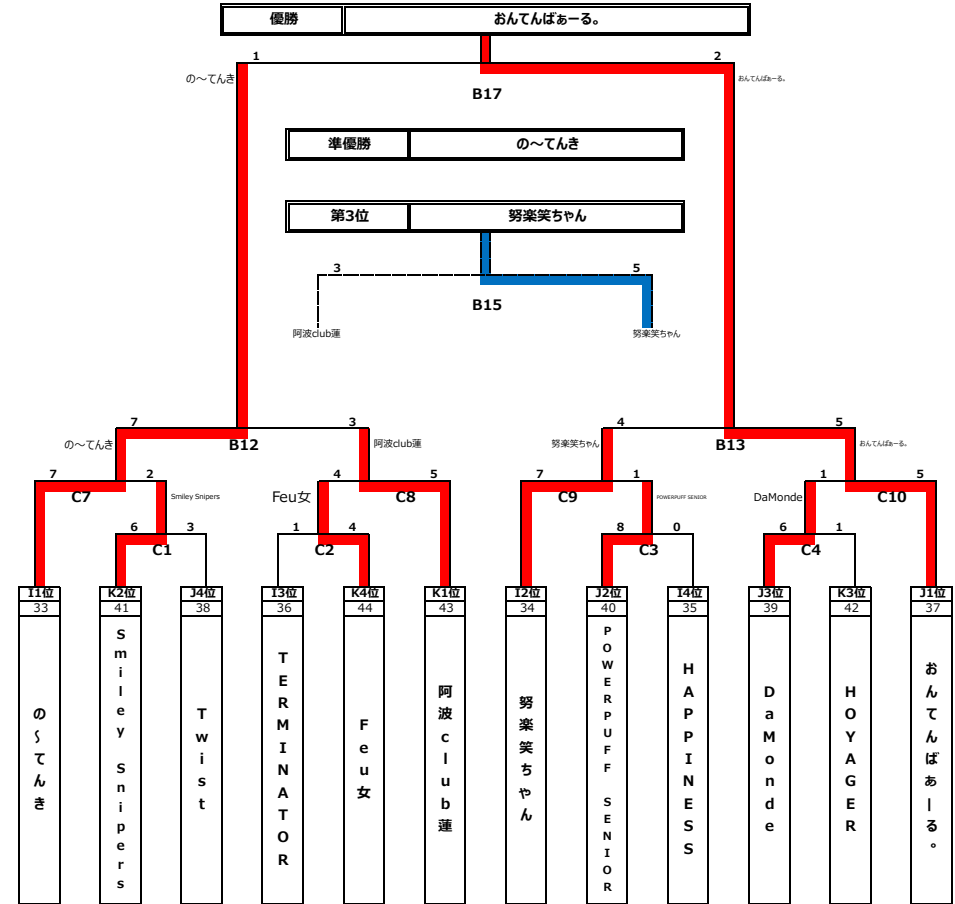 優勝 おんてんばぁーる。
1 2
の～てんき おんてんばぁーる。
B17
準優勝 の～てんき
第3位 努楽笑ちゃん
3 5
B15
阿波club蓮 努楽笑ちゃん
7 3 4 5
の～てんき B12 阿波club蓮 努楽笑ちゃん B13 おんてんばぁーる。
7 2 4 5 7 1 1 5
C7 Smiley Snipers Feu女 C8 C9 POWERPUFF SENIOR DaMonde C10
6 3 1 4 8 0 6 1
C1 C2 C3 C4
I1位 K2位 J4位 I3位 K4位 K1位 I2位 J2位 I4位 J3位 K3位 J1位
33 41 38 36 44 43 34 40 35 39 42 37
の～てんき
Smiley Snipers
Twist
TERMINATOR
Feu女
阿波club蓮
努楽笑ちゃん
POWERPUFF SENIOR
HAPPINESS
DaMonde
HOYAGER
おんてんばぁーる。